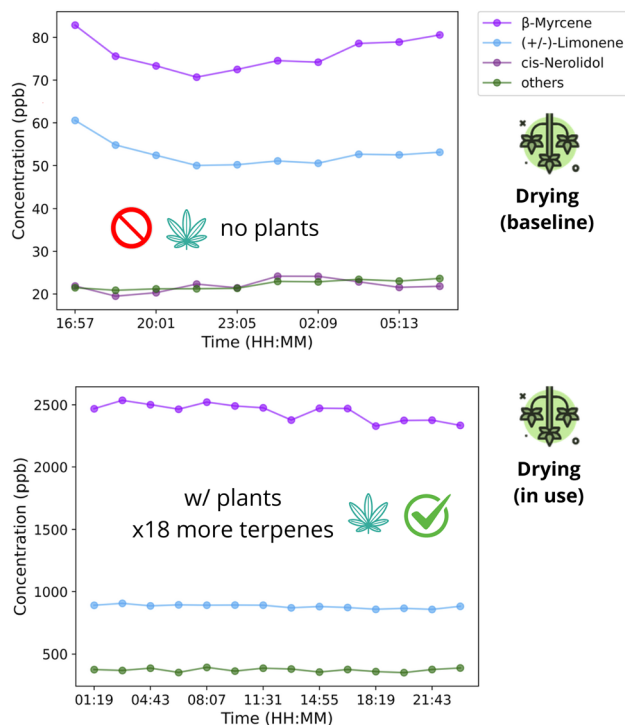 80
70
60
50
40
30
20
Concentration (ppb)
16:57
20:01
23:05
02:09
05:13
Time (HH:MM)
no plants
β-Myrcene
(+/-)-Limonene
cis-Nerolidol
others
Drying
(baseline)
2500
2000
1500
1000
500
Concentration (ppb)
01:19
04:43
08:07
11:31
14:55
18:19
21:43
Time (HH:MM)
w/ plants
x18 more terpenes
Drying
(in use)